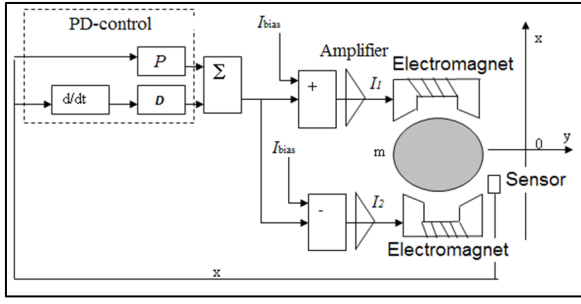 PD-control
P
Σ
d/dt
D
Ibias
+
Amplifier
I1
Electromagnet
x
0
y
m
Sensor
Ibias
-
I2
Electromagnet
x